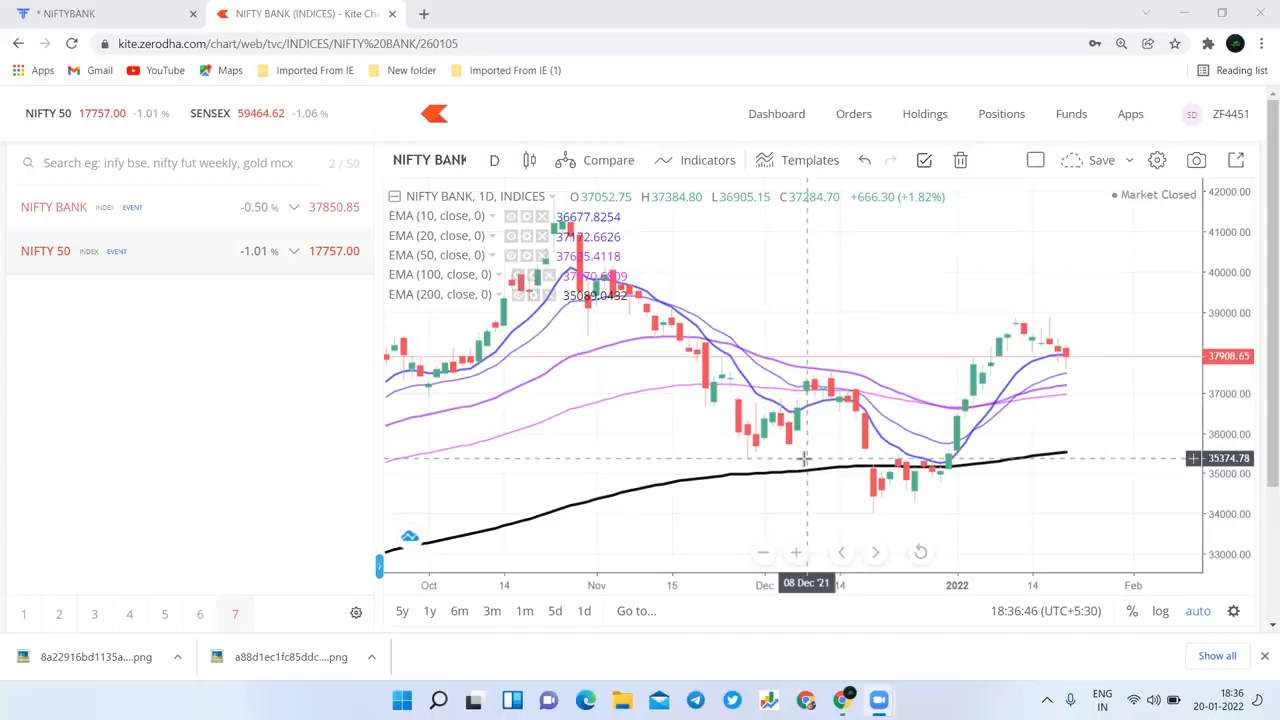 * NIFTYBANK
NIFTY BANK (INDICES) - Kite Cha
kite.zerodha.com/chart/web/tvc/INDICES/NIFTY%20BANK/260105
Apps Gmail YouTube Maps Imported From IE New folder Imported From IE (1) Reading list
NIFTY 50 17757.00 -1.01 % SENSEX 59464.62 -1.06 %
Dashboard Orders Holdings Positions Funds Apps SD ZF4451
Search eg: infy bse, nifty fut weekly, gold mcx 2 / 50
NIFTY BANK INDEX EVENT -0.50 % 37850.85
NIFTY 50 INDEX EVENT -1.01 % 17757.00
1 2 3 4 5 6 7
NIFTY BANK D Compare Indicators Templates Save
NIFTY BANK, 1D, INDICES O37052.75 H37384.80 L36905.15 C37284.70 +666.30 (+1.82%)
Market Closed
EMA (10, close, 0) 36677.8254
EMA (20, close, 0) 37172.6626
EMA (50, close, 0)
EMA (100, close, 0)
EMA (200, close, 0) 35089.0432
42000.00
41000.00
40000.00
39000.00
37908.65
37000.00
36000.00
35374.78
35000.00
34000.00
33000.00
Oct 14 Nov 15 Dec 08 Dec '21 14 2022 14 Feb
5y 1y 6m 3m 1m 5d 1d Go to... 18:36:46 (UTC+5:30) % log auto
8a22916bd1135a....png
a88d1ec1fc85ddc....png
Show all
ENG
IN
18:36
20-01-2022